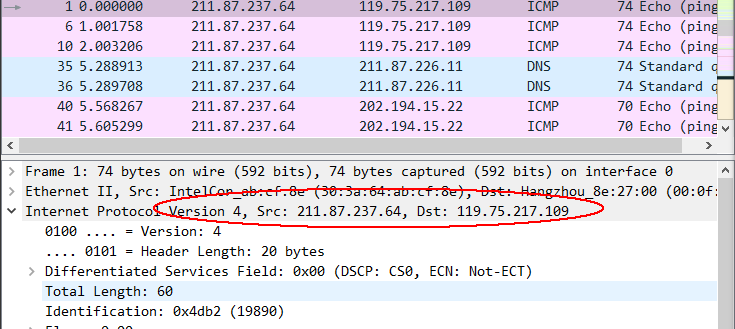 1 0.000000 211.87.237.64 119.75.217.109 ICMP 74 Echo (ping
6 1.001758 211.87.237.64 119.75.217.109 ICMP 74 Echo (ping
10 2.003206 211.87.237.64 119.75.217.109 ICMP 74 Echo (ping
35 5.288913 211.87.237.64 211.87.226.11 DNS 74 Standard q
36 5.289708 211.87.237.64 211.87.226.11 DNS 74 Standard q
40 5.568267 211.87.237.64 202.194.15.22 ICMP 70 Echo (ping
41 5.605299 211.87.237.64 202.194.15.22 ICMP 70 Echo (ping
Frame 1: 74 bytes on wire (592 bits), 74 bytes captured (592 bits) on interface 0
Ethernet II, Src: IntelCor_ab:cf:8e (30:3a:64:ab:cf:8e), Dst: Hangzhou_8e:27:00 (00:0f:
Internet Protocol Version 4, Src: 211.87.237.64, Dst: 119.75.217.109
0100 .... = Version: 4
.... 0101 = Header Length: 20 bytes
Differentiated Services Field: 0x00 (DSCP: CS0, ECN: Not-ECT)
Total Length: 60
Identification: 0x4db2 (19890)